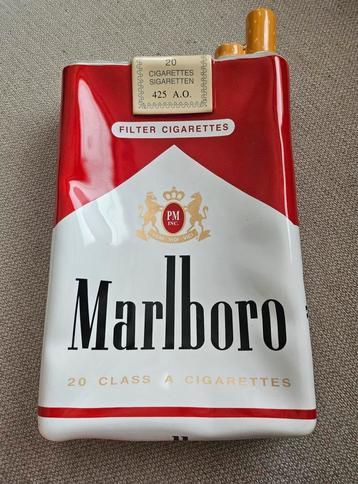 20
CIGARETTES
SIGARETTEN
425 A.O.
FILTER CIGARETTES
PM
INC.
Marlboro
20 CLASS A CIGARETTES